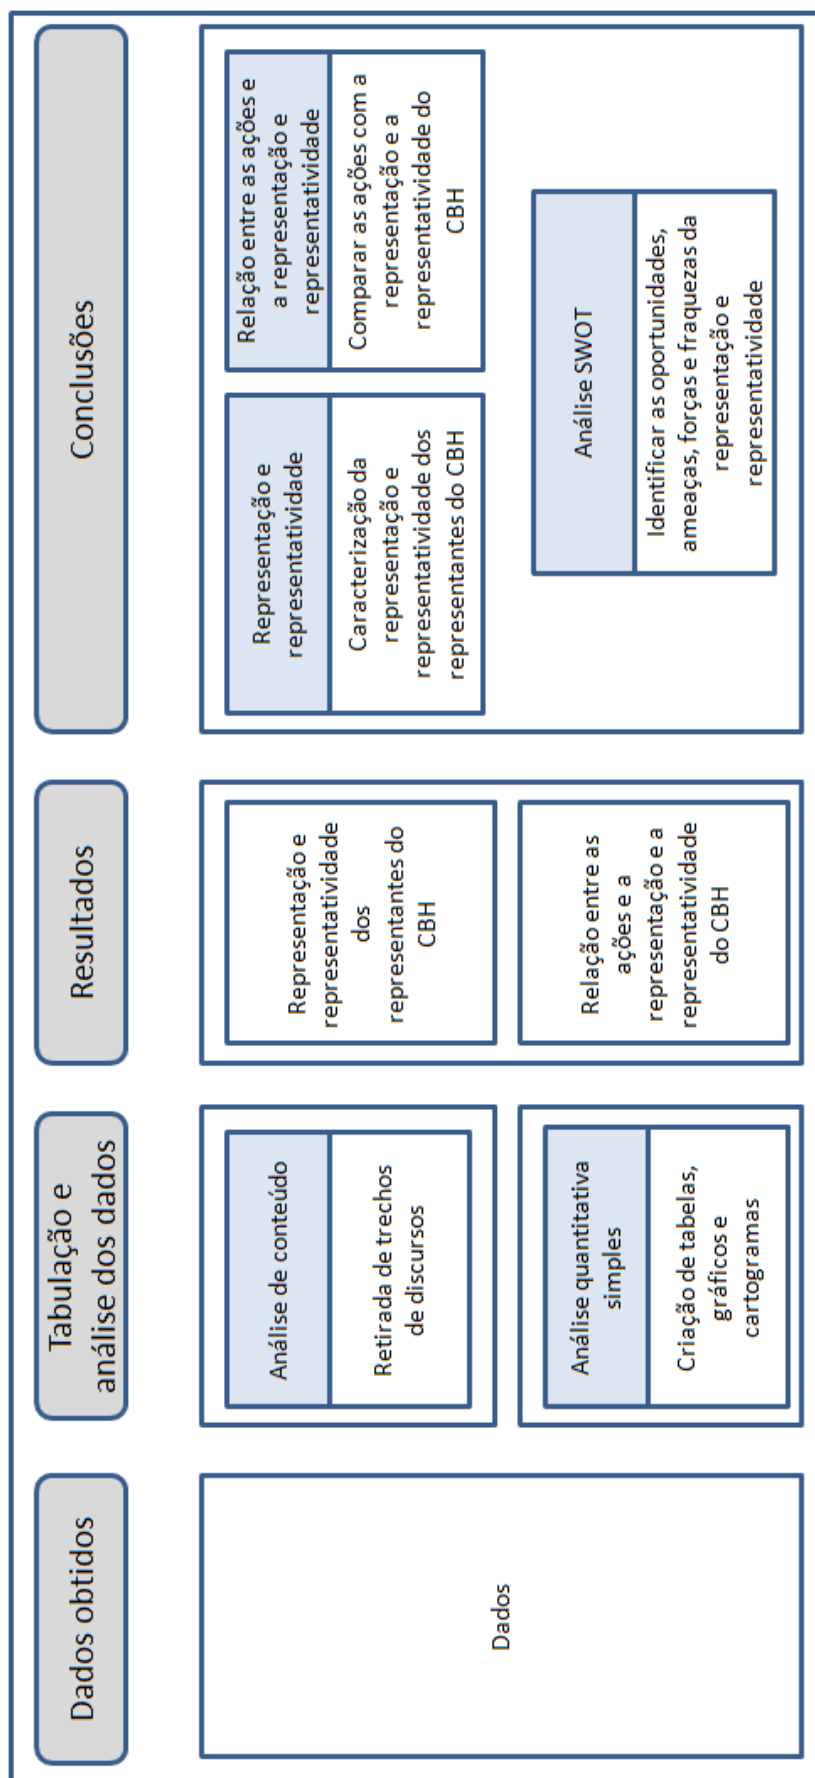 Dados obtidos
Dados
Tabulação e
análise dos dados
Análise de conteúdo
Retirada de trechos
de discursos
Análise quantitativa
simples
Criação de tabelas,
gráficos e
cartogramas
Resultados
Representação e
representatividade
dos
representantes do
CBH
Relação entre as
ações e a
representação e a
representatividade
do CBH
Conclusões
Representação e
representatividade
Caracterização da
representação e
representatividade dos
representantes do CBH
Relação entre as ações e
a representação e
representatividade
Comparar as ações com a
representação e a
representatividade do
CBH
Análise SWOT
Identificar as oportunidades,
ameaças, forças e fraquezas da
representação e
representatividade